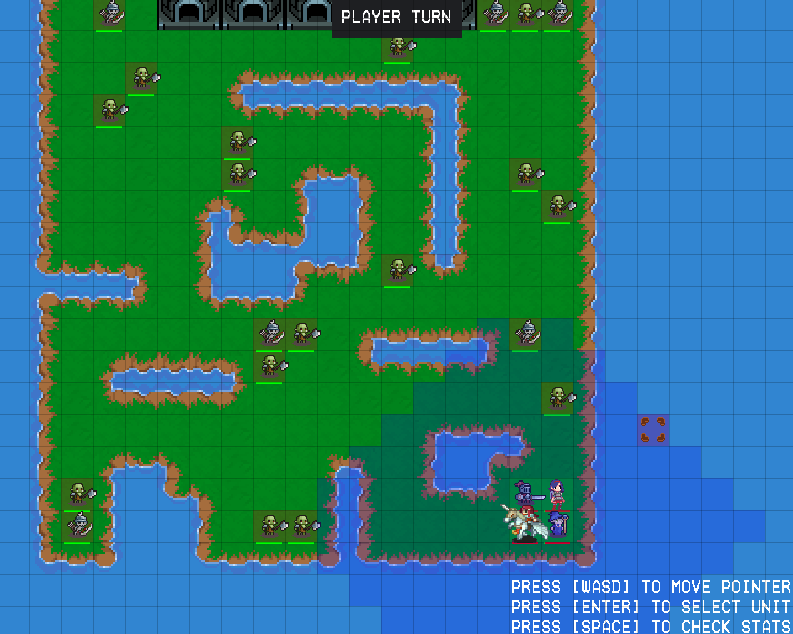 PLAYER TURN
PRESS [WASD] TO MOVE POINTER
PRESS [ENTER] TO SELECT UNIT
PRESS [SPACE] TO CHECK STATS